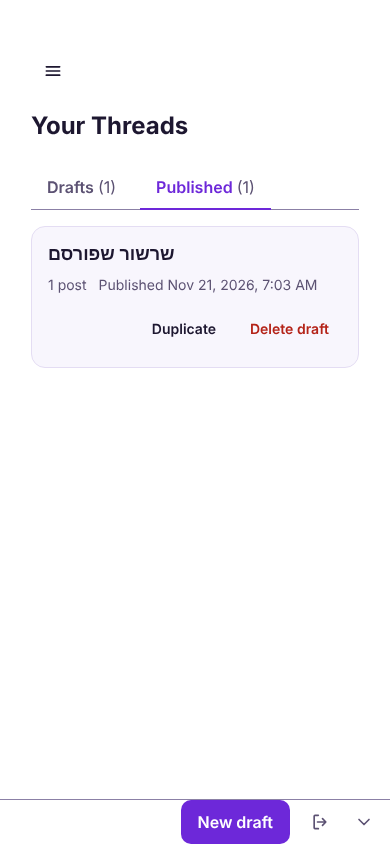 Your Threads
Drafts (1) Published (1)
שרשור שפורסם
1 post Published Nov 21, 2026, 7:03 AM
Duplicate Delete draft
New draft